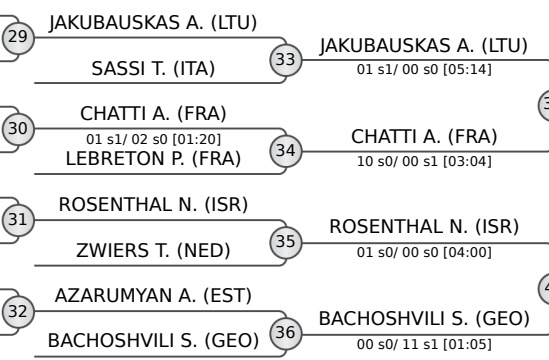 29
JAKUBAUSKAS A. (LTU)
SASSI T. (ITA)
33
JAKUBAUSKAS A. (LTU)
01 s1/ 00 s0 [05:14]
30
CHATTI A. (FRA)
01 s1/ 02 s0 [01:20]
LEBRETON P. (FRA)
34
CHATTI A. (FRA)
10 s0/ 00 s1 [03:04]
31
ROSENTHAL N. (ISR)
ZWIERS T. (NED)
35
ROSENTHAL N. (ISR)
01 s0/ 00 s0 [04:00]
32
AZARUMYAN A. (EST)
BACHOSHVILI S. (GEO)
36
BACHOSHVILI S. (GEO)
00 s0/ 11 s1 [01:05]